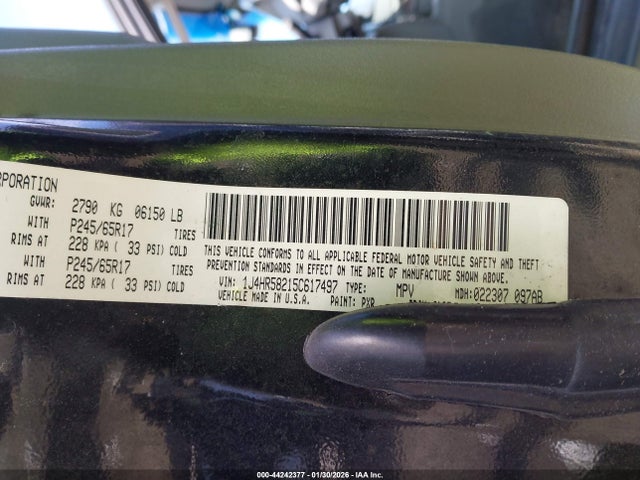 RPORATION
GVWR: 2790 KG 06150 LB
WITH P245/65R17 TIRES
RIMS AT 228 KPA ( 33 PSI) COLD
WITH P245/65R17 TIRES
RIMS AT 228 KPA ( 33 PSI) COLD
THIS VEHICLE CONFORMS TO ALL APPLICABLE FEDERAL MOTOR VEHICLE SAFETY AND THEFT
PREVENTION STANDARDS IN EFFECT ON THE DATE OF MANUFACTURE SHOWN ABOVE.
VIN: 1J4HR58215C617497 TYPE: MPV MDH:022307 097AB
VEHICLE MADE IN U.S.A. PAINT: PXR
000-44242377 - 01/30/2026 - IAA Inc.